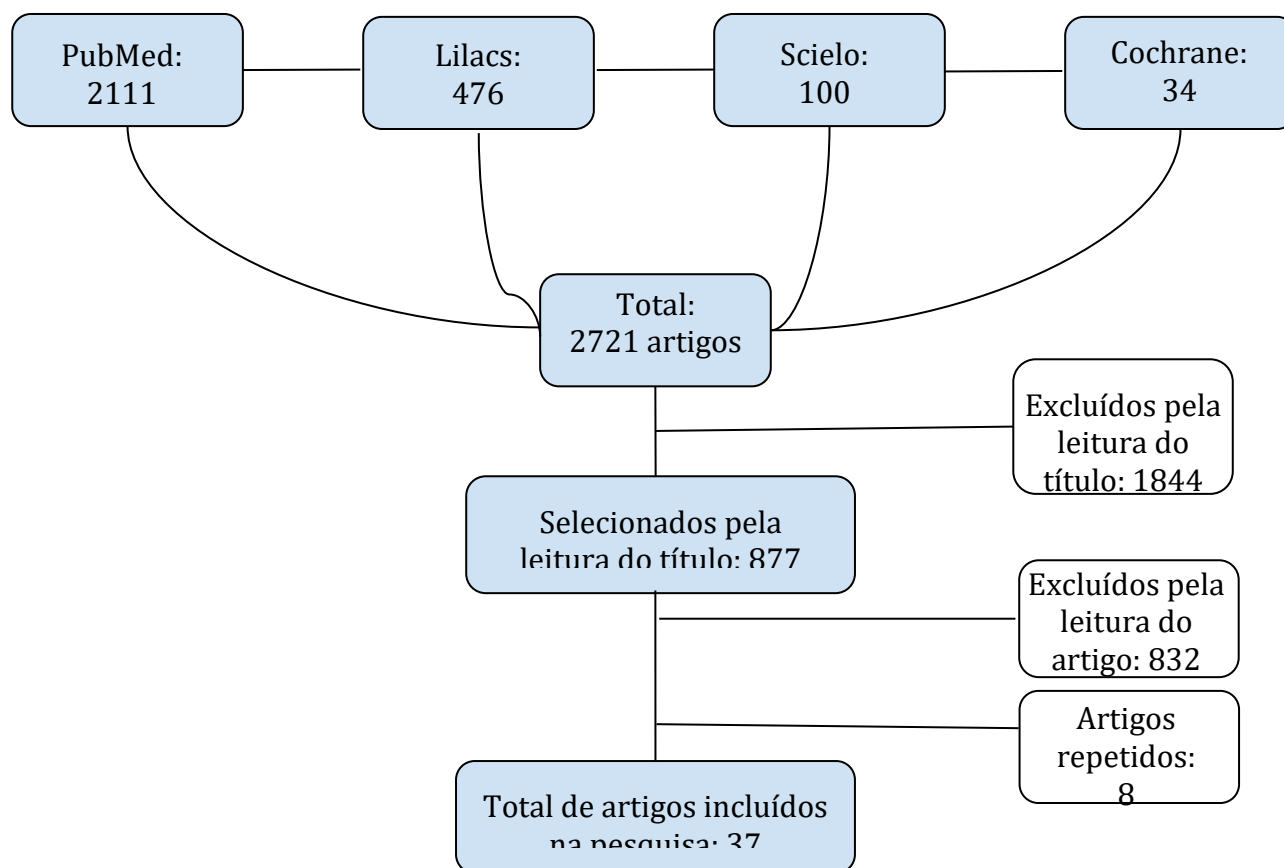 PubMed:
2111
Lilacs:
476
Scielo:
100
Cochrane:
34
Total:
2721 artigos
Excluídos pela
leitura do
título: 1844
Selecionados pela
leitura do título: 877
Excluídos pela
leitura do
artigo: 832
Artigos
repetidos:
8
Total de artigos incluídos
na pesquisa: 37